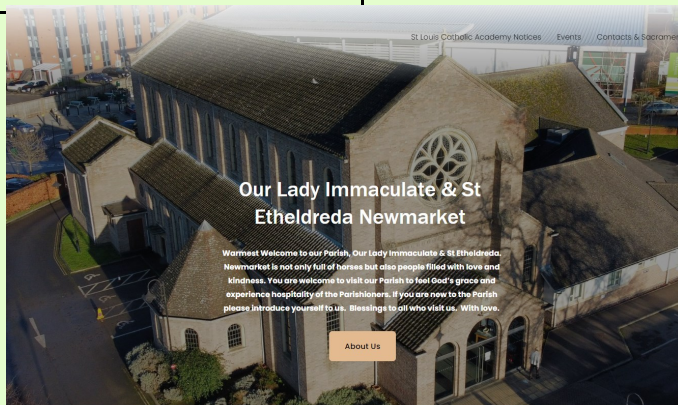 St Louis Catholic Academy Notices Events Contacts &
Our Lady Immaculate & St
Etheldreda Newmarket
Warmest Welcome to our Parish, Our Lady Immaculate & St Etheldreda.
Newmarket is not only full of horses but also people filled with love and
kindness. You are welcome to visit our Parish to feel God's grace and
experience hospitality of the Parishioners. If you are new to the Parish
please introduce yourself to us. Blessings to all who visit us. With love.
About Us